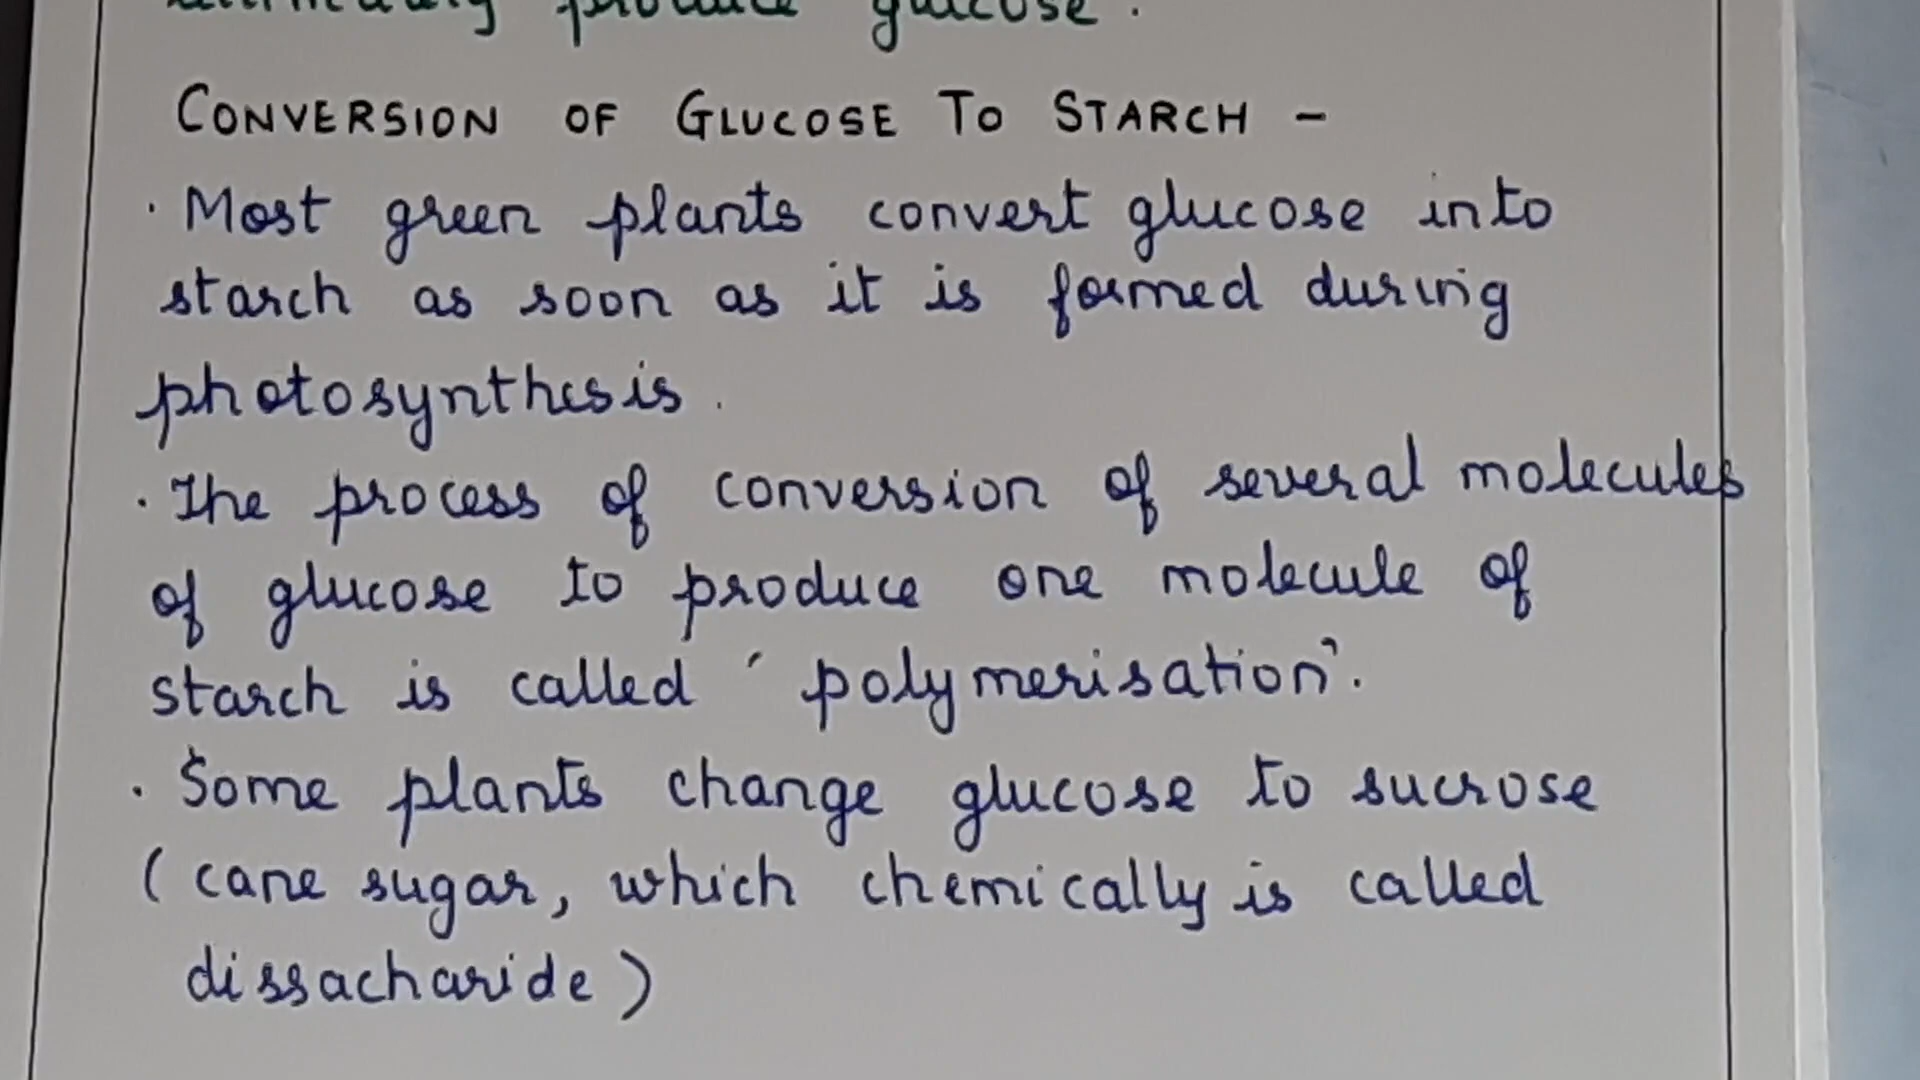 produce glucose.
CONVERSION OF GLUCOSE TO STARCH -
· Most green plants convert glucose into
starch as soon as it is formed during
photosynthesis.
· The process of conversion of several molecules
of glucose to produce one molecule of
starch is called ' polymerisation'.
· Some plants change glucose to sucrose
( cane sugar, which chemically is called
dissacharide )